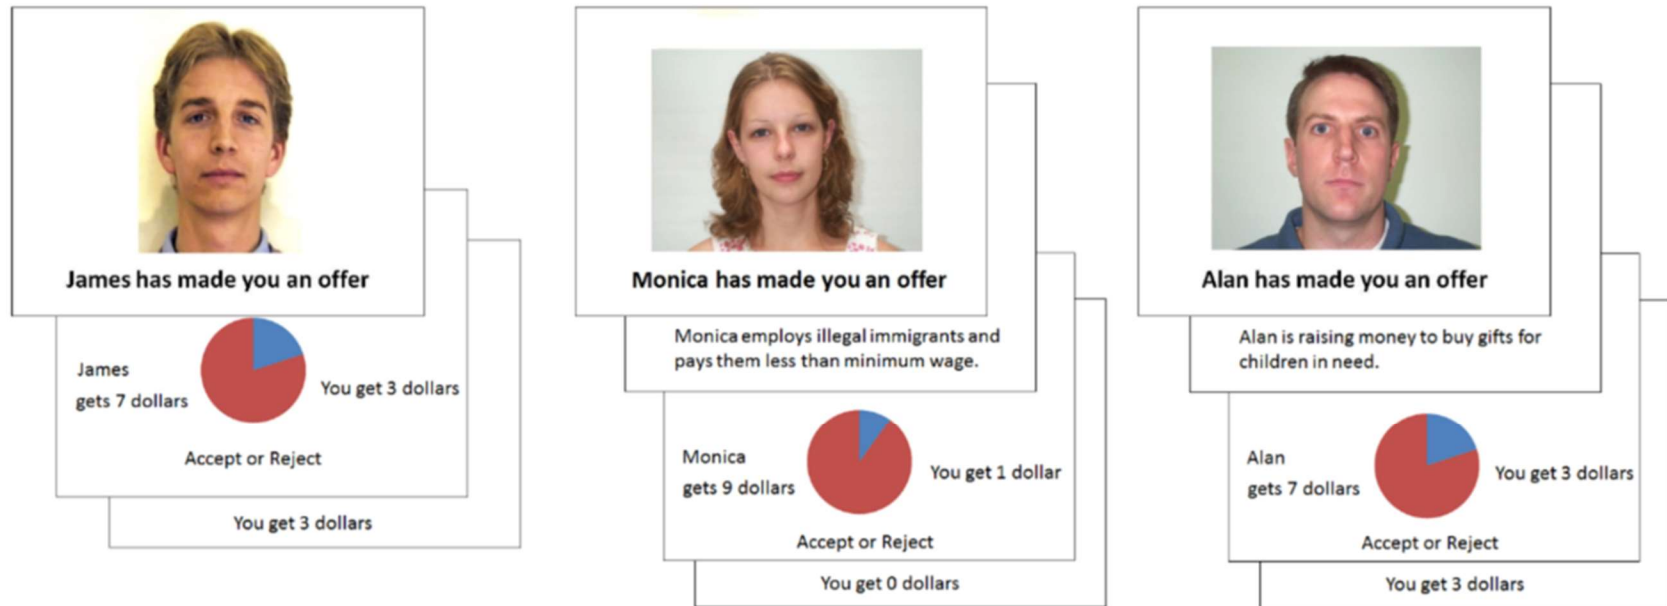 James has made you an offer
James
gets 7 dollars
You get 3 dollars
Accept or Reject
You get 3 dollars
Monica has made you an offer
Monica employs illegal immigrants and
pays them less than minimum wage.
Monica
gets 9 dollars
You get 1 dollar
Accept or Reject
You get 0 dollars
Alan has made you an offer
Alan is raising money to buy gifts for
children in need.
Alan
gets 7 dollars
You get 3 dollars
Accept or Reject
You get 3 dollars